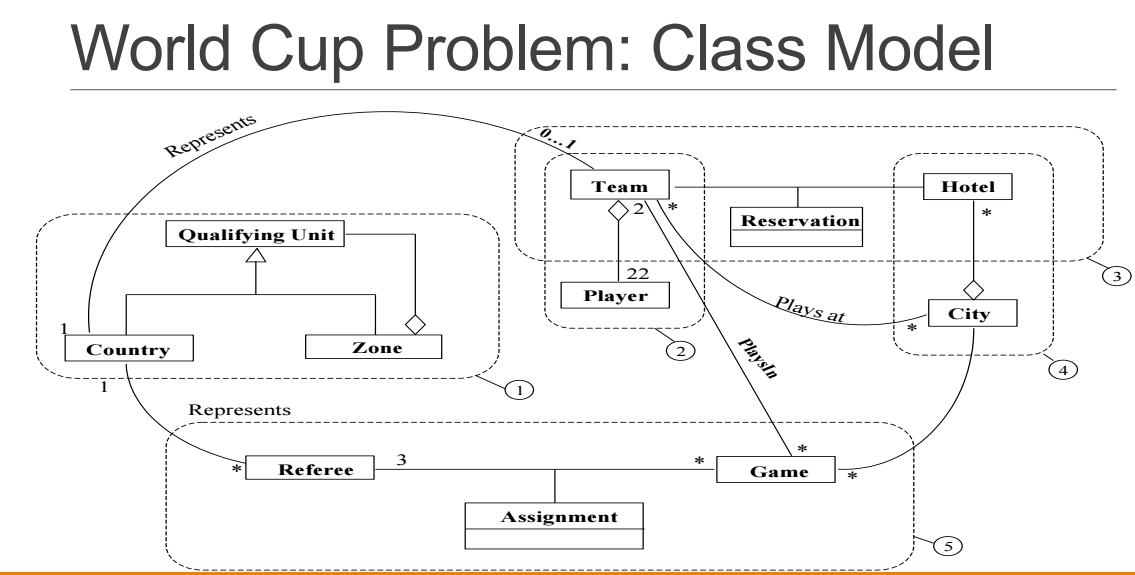 World Cup Problem: Class Model
Represents
0...1
Team
Hotel
2
*
*
Reservation
Qualifying Unit
3
22
Player
Plays at
City
*
1
Country
Zone
2
PlaysIn
4
1
1
Represents
*
Referee
3
*
*
Game
*
Assignment
5